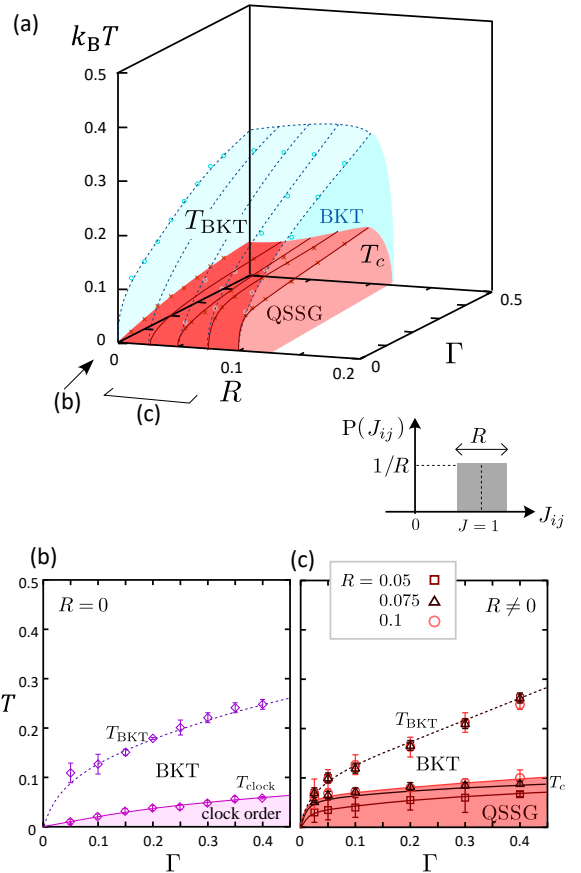 (a)
k_B T
0.5
0.4
0.3
0.2
0.1
0
T_BKT
BKT
T_c
QSSG
0.5
Γ
0
0
0.1
0.2
R
(b)
(c)
P(J_ij)
R
1/R
0
J = 1
J_ij
(b)
0.5
R = 0
0.4
0.3
T
0.2
T_BKT
BKT
0.1
T_clock
clock order
0
0
0.1
0.2
0.3
0.4
Γ
(c)
R = 0.05
0.075
0.1
R ≠ 0
T_BKT
BKT
T_c
QSSG
0.0
0.1
0.2
0.3
0.4
Γ